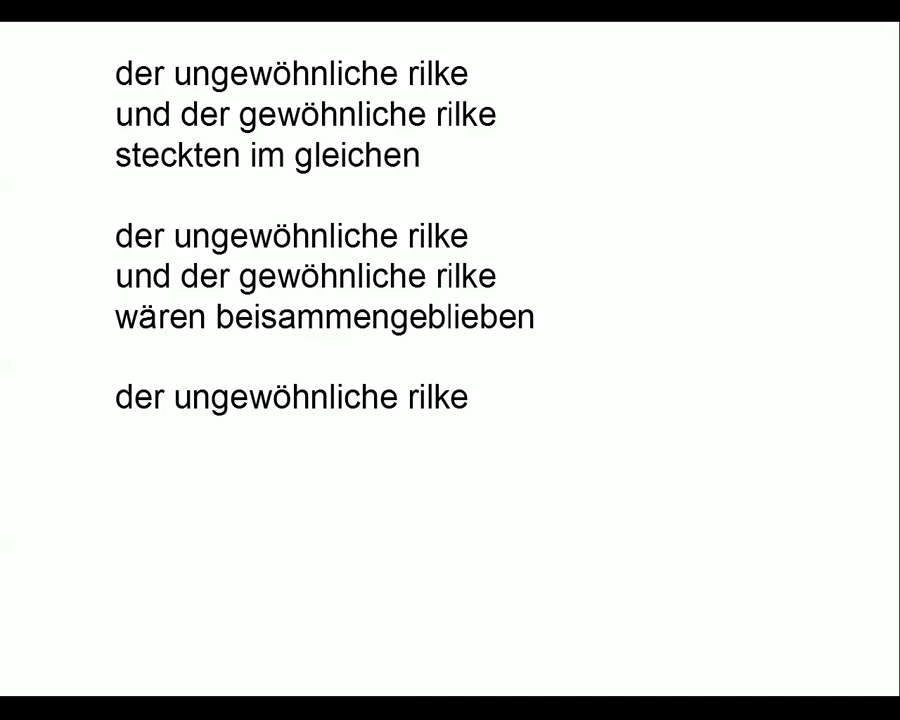 der ungewöhnliche rilke
und der gewöhnliche rilke
steckten im gleichen
der ungewöhnliche rilke
und der gewöhnliche rilke
wären beisammengeblieben
der ungewöhnliche rilke